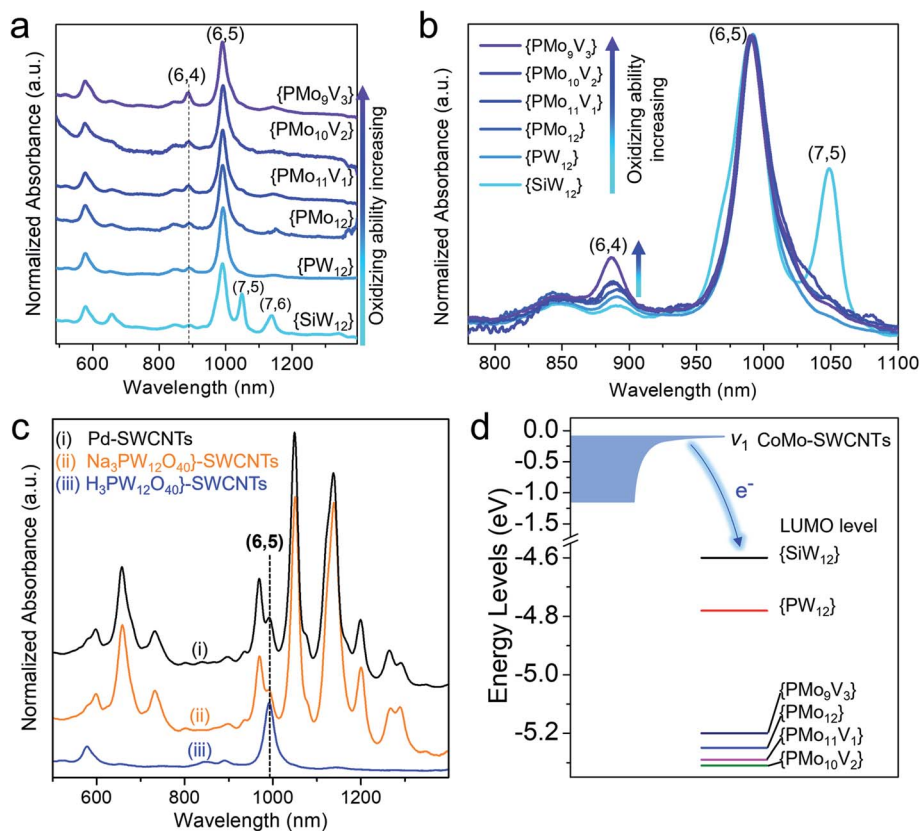 a
Normalized Absorbance (a.u.)
(6,5)
(6,4)
{PMo₉V₃}
{PMo₁₀V₂}
{PMo₁₁V₁}
{PMo₁₂}
{PW₁₂}
(7,5)
(7,6)
{SiW₁₂}
Oxidizing ability increasing
600 800 1000 1200
Wavelength (nm)
b
Normalized Absorbance (a.u.)
{PMo₉V₃}
{PMo₁₀V₂}
{PMo₁₁V₁}
{PMo₁₂}
{PW₁₂}
{SiW₁₂}
Oxidizing ability
increasing
(6,5)
(7,5)
(6,4)
800 850 900 950 1000 1050 1100
Wavelength (nm)
c
Normalized Absorbance (a.u.)
(i) Pd-SWCNTs
(ii) Na₃PW₁₂O₄₀}-SWCNTs
(iii) H₃PW₁₂O₄₀}-SWCNTs
(6,5)
(i)
(ii)
(iii)
600 800 1000 1200
Wavelength (nm)
d
Energy Levels (eV)
0.0
-0.5
-1.0
-1.5
-4.6
-4.8
-5.0
-5.2
v₁ CoMo-SWCNTs
e⁻
LUMO level
{SiW₁₂}
{PW₁₂}
{PMo₉V₃}
{PMo₁₂}
{PMo₁₁V₁}
{PMo₁₀V₂}